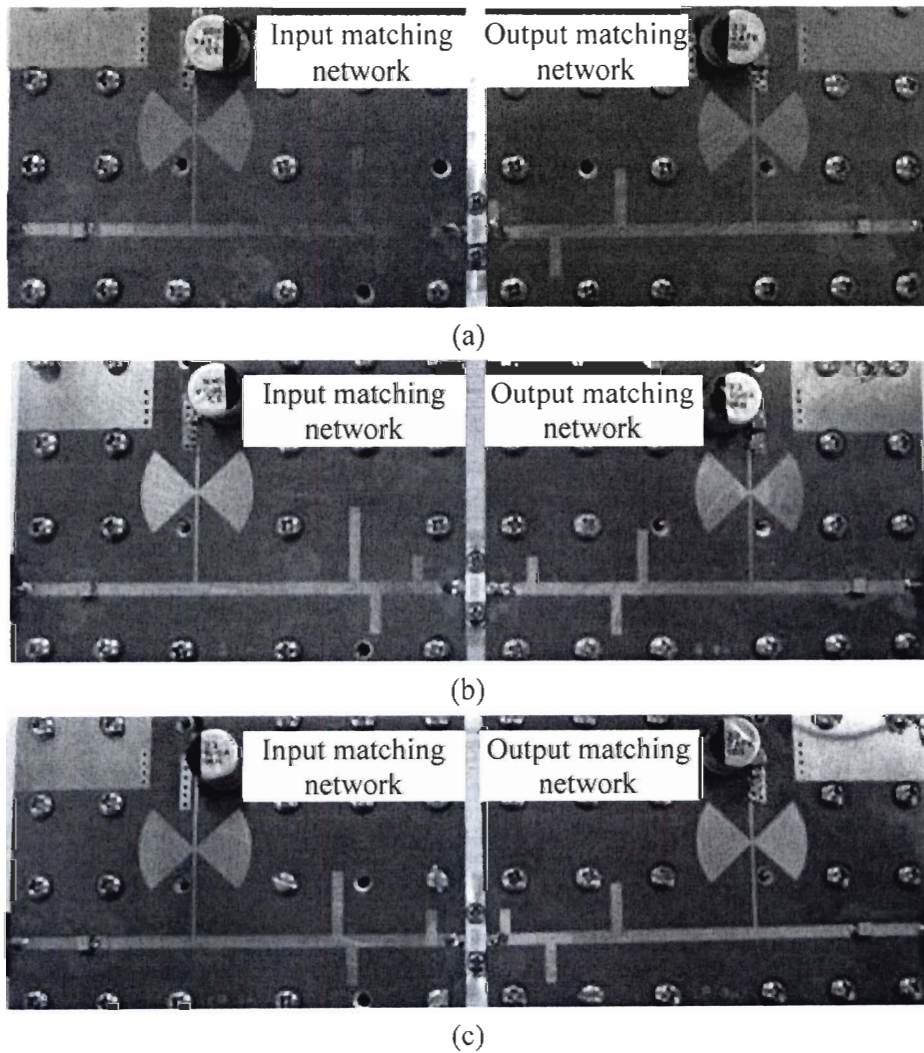 Input matching
network
Output matching
network
(a)
Input matching
network
Output matching
network
(b)
Input matching
network
Output matching
network
(c)